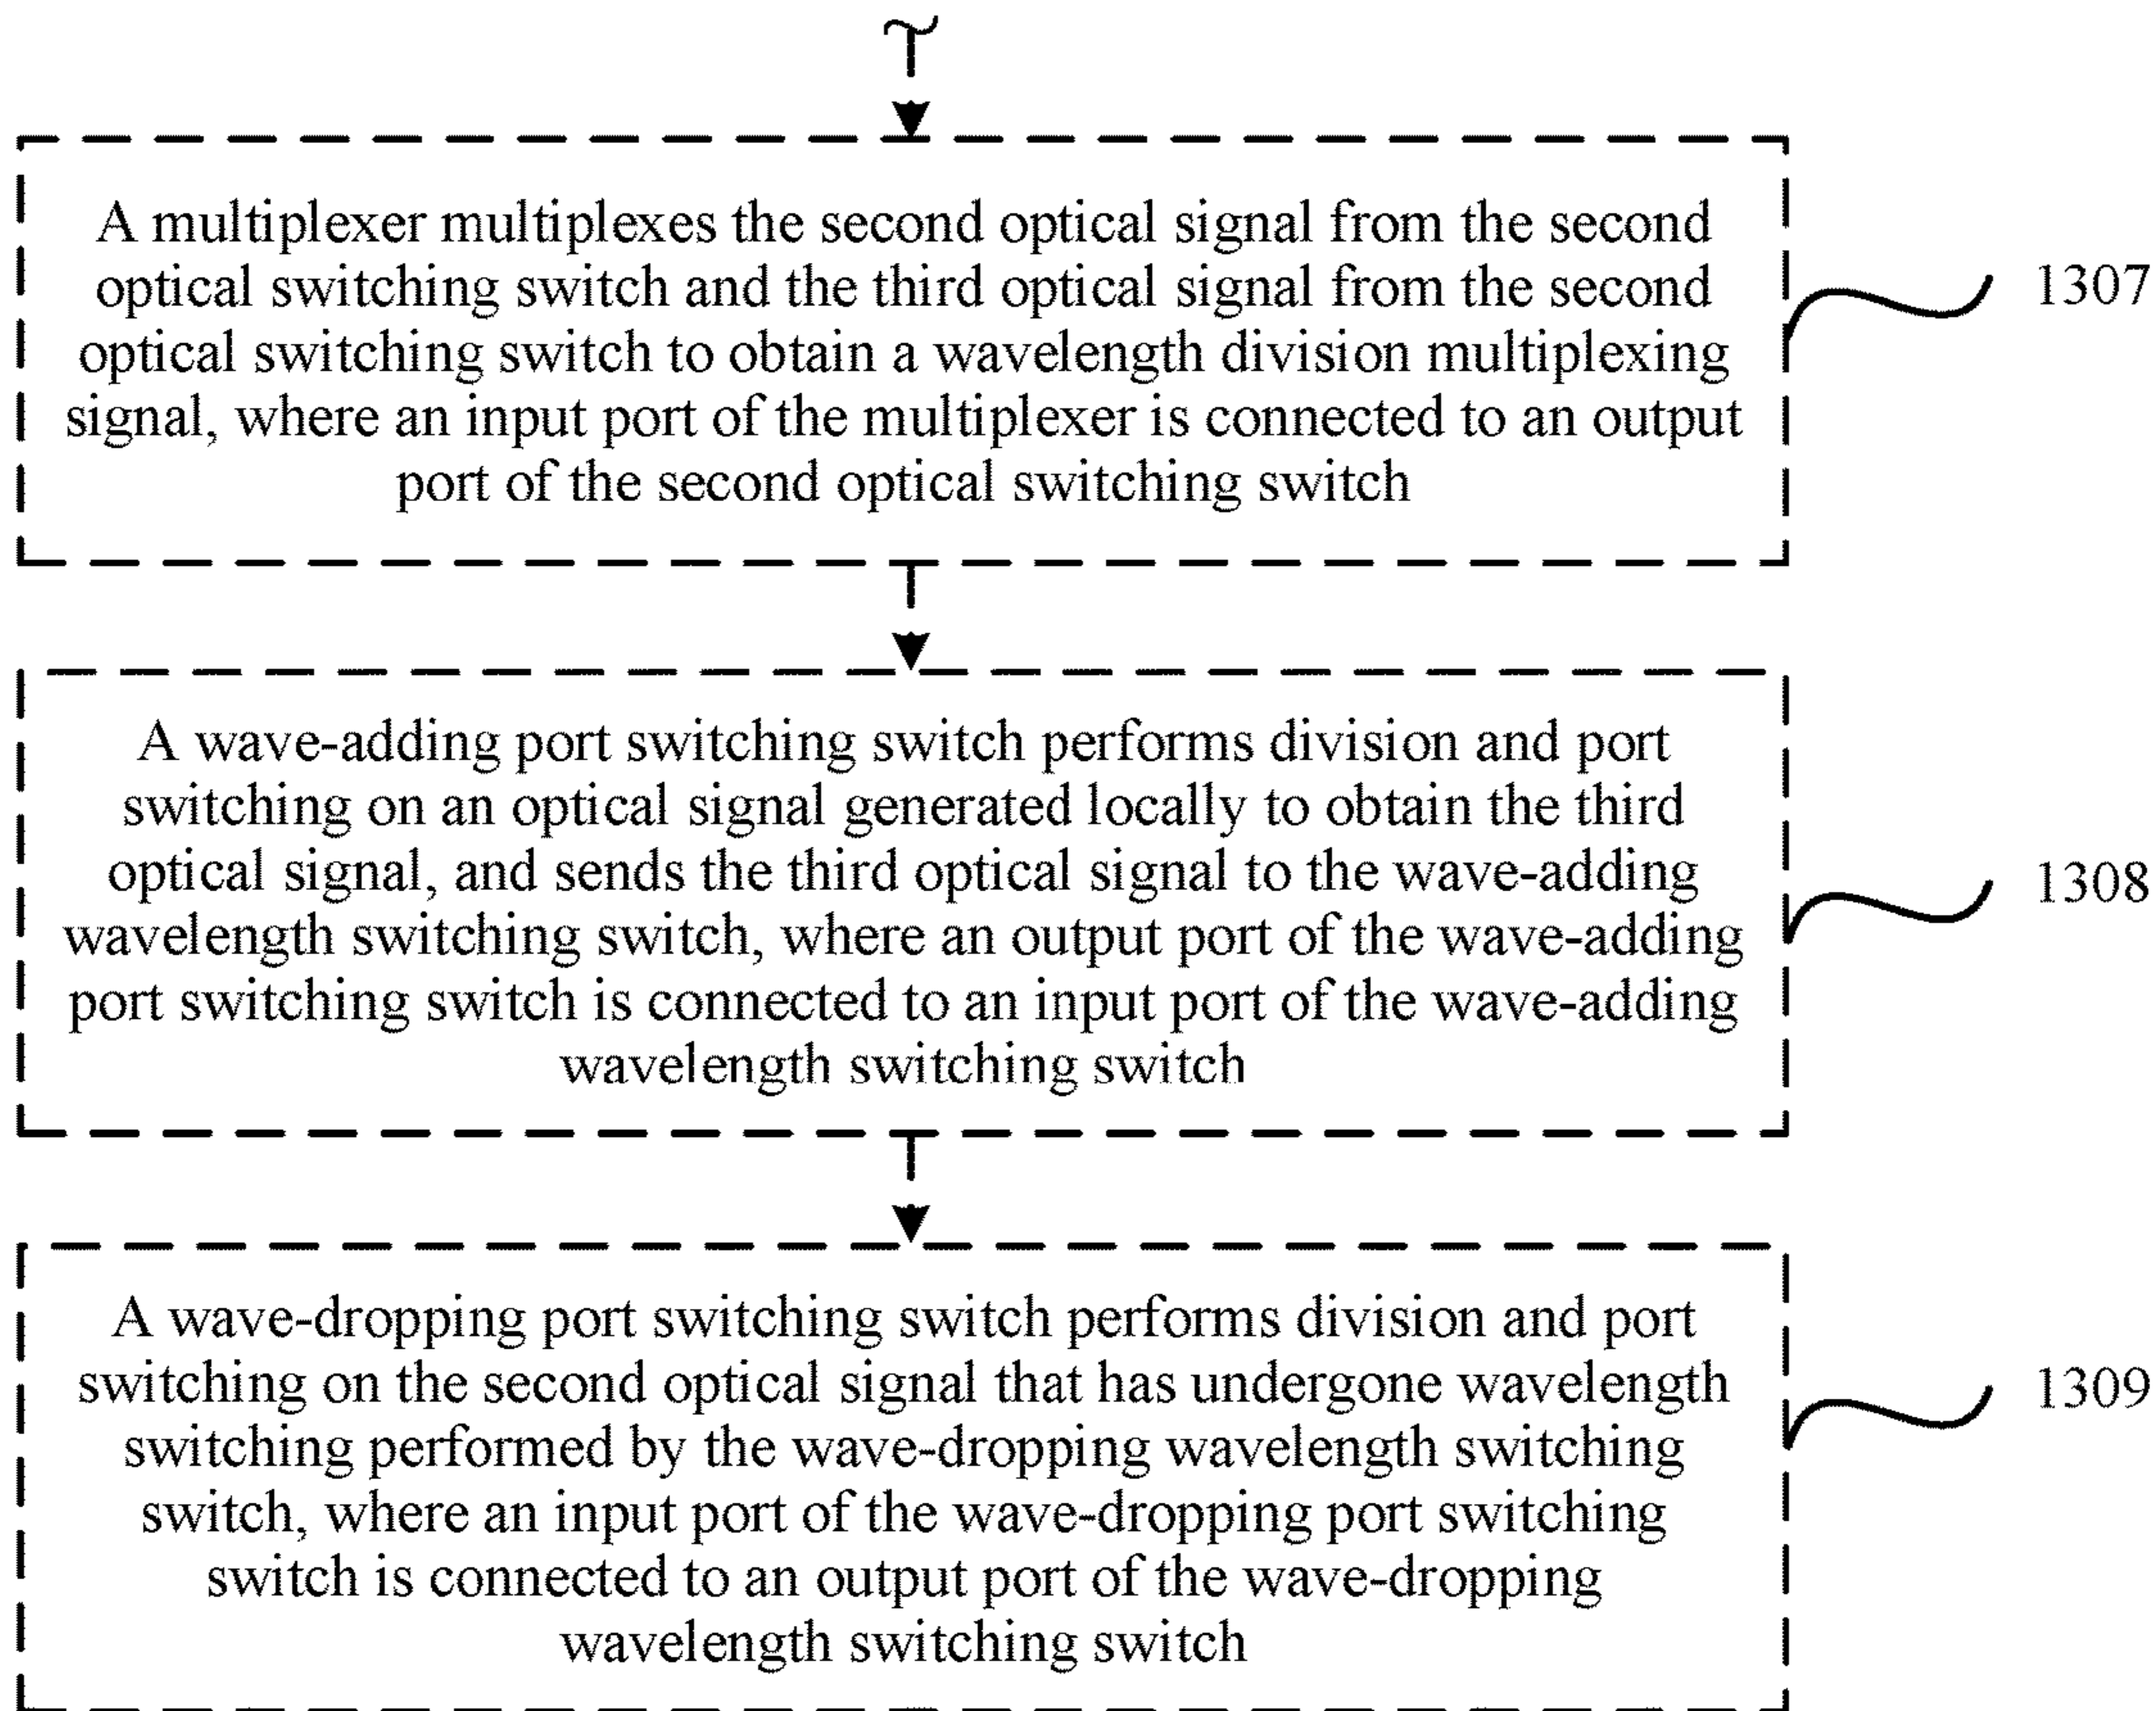 A multiplexer multiplexes the second optical signal from the second
optical switching switch and the third optical signal from the second
optical switching switch to obtain a wavelength division multiplexing
signal, where an input port of the multiplexer is connected to an output
port of the second optical switching switch
1307
A wave-adding port switching switch performs division and port
switching on an optical signal generated locally to obtain the third
optical signal, and sends the third optical signal to the wave-adding
wavelength switching switch, where an output port of the wave-adding
port switching switch is connected to an input port of the wave-adding
wavelength switching switch
1308
A wave-dropping port switching switch performs division and port
switching on the second optical signal that has undergone wavelength
switching performed by the wave-dropping wavelength switching
switch, where an input port of the wave-dropping port switching
switch is connected to an output port of the wave-dropping
wavelength switching switch
1309